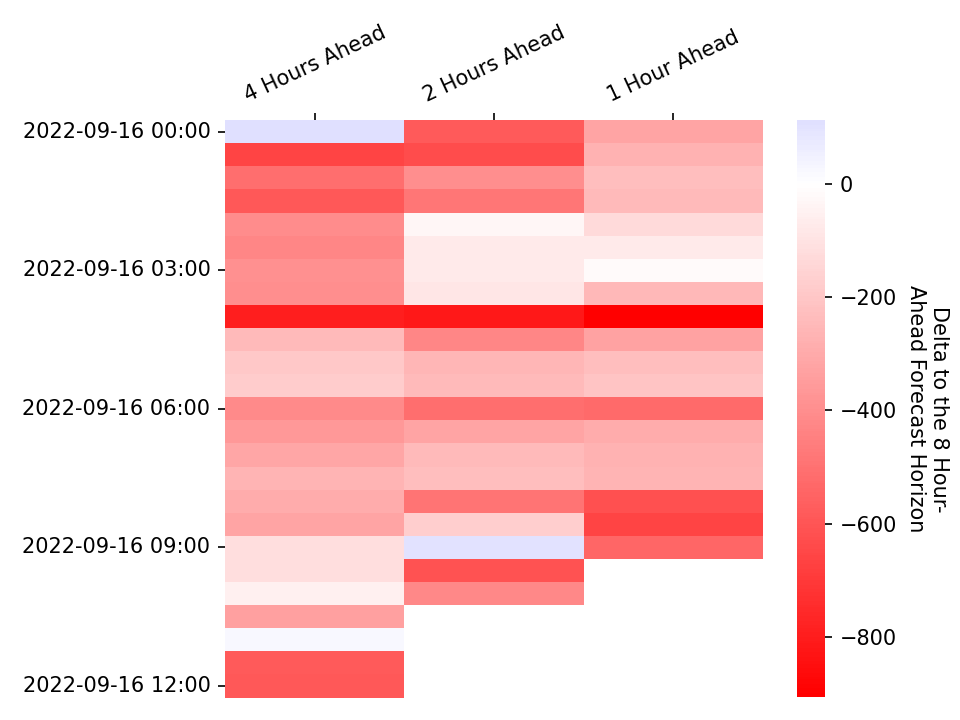 4 Hours Ahead
2 Hours Ahead
1 Hour Ahead
2022-09-16 00:00
2022-09-16 03:00
2022-09-16 06:00
2022-09-16 09:00
2022-09-16 12:00
0
−200
−400
−600
−800
Delta to the 8 Hour-
Ahead Forecast Horizon